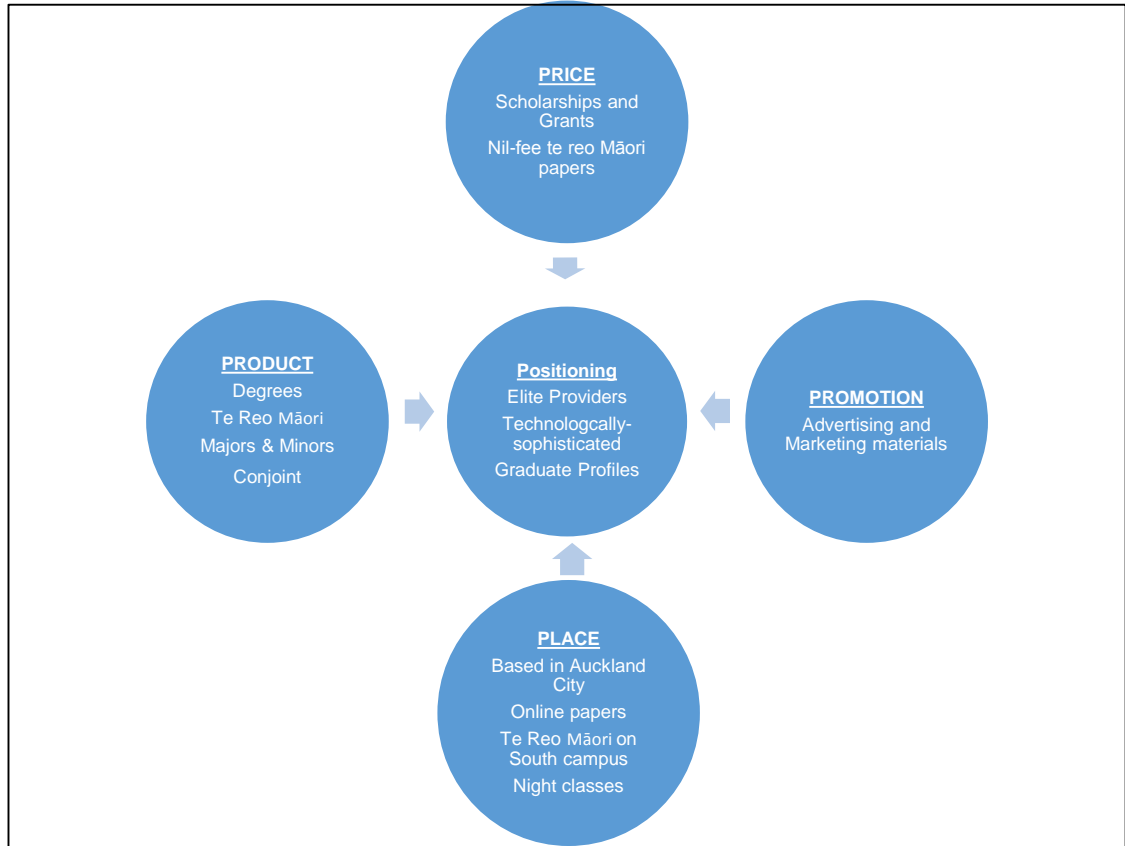 PRICE
Scholarships and
Grants
Nil-fee te reo Māori
papers
PRODUCT
Degrees
Te Reo Māori
Majors & Minors
Conjoint
Positioning
Elite Providers
Technologcally-
sophisticated
Graduate Profiles
PROMOTION
Advertising and
Marketing materials
PLACE
Based in Auckland
City
Online papers
Te Reo Māori on
South campus
Night classes